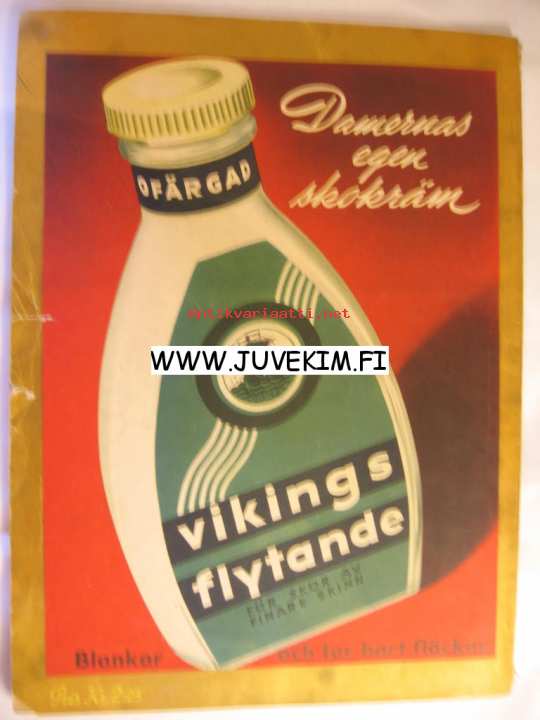 Damernas
egen
skokräm
OFÄRGAD
antikvariaatti.net
WWW.JUVEKIM.FI
vikings
flytande
FÖR SKOR AV
FINARE SKINN
Blankar och tar bort fläckar